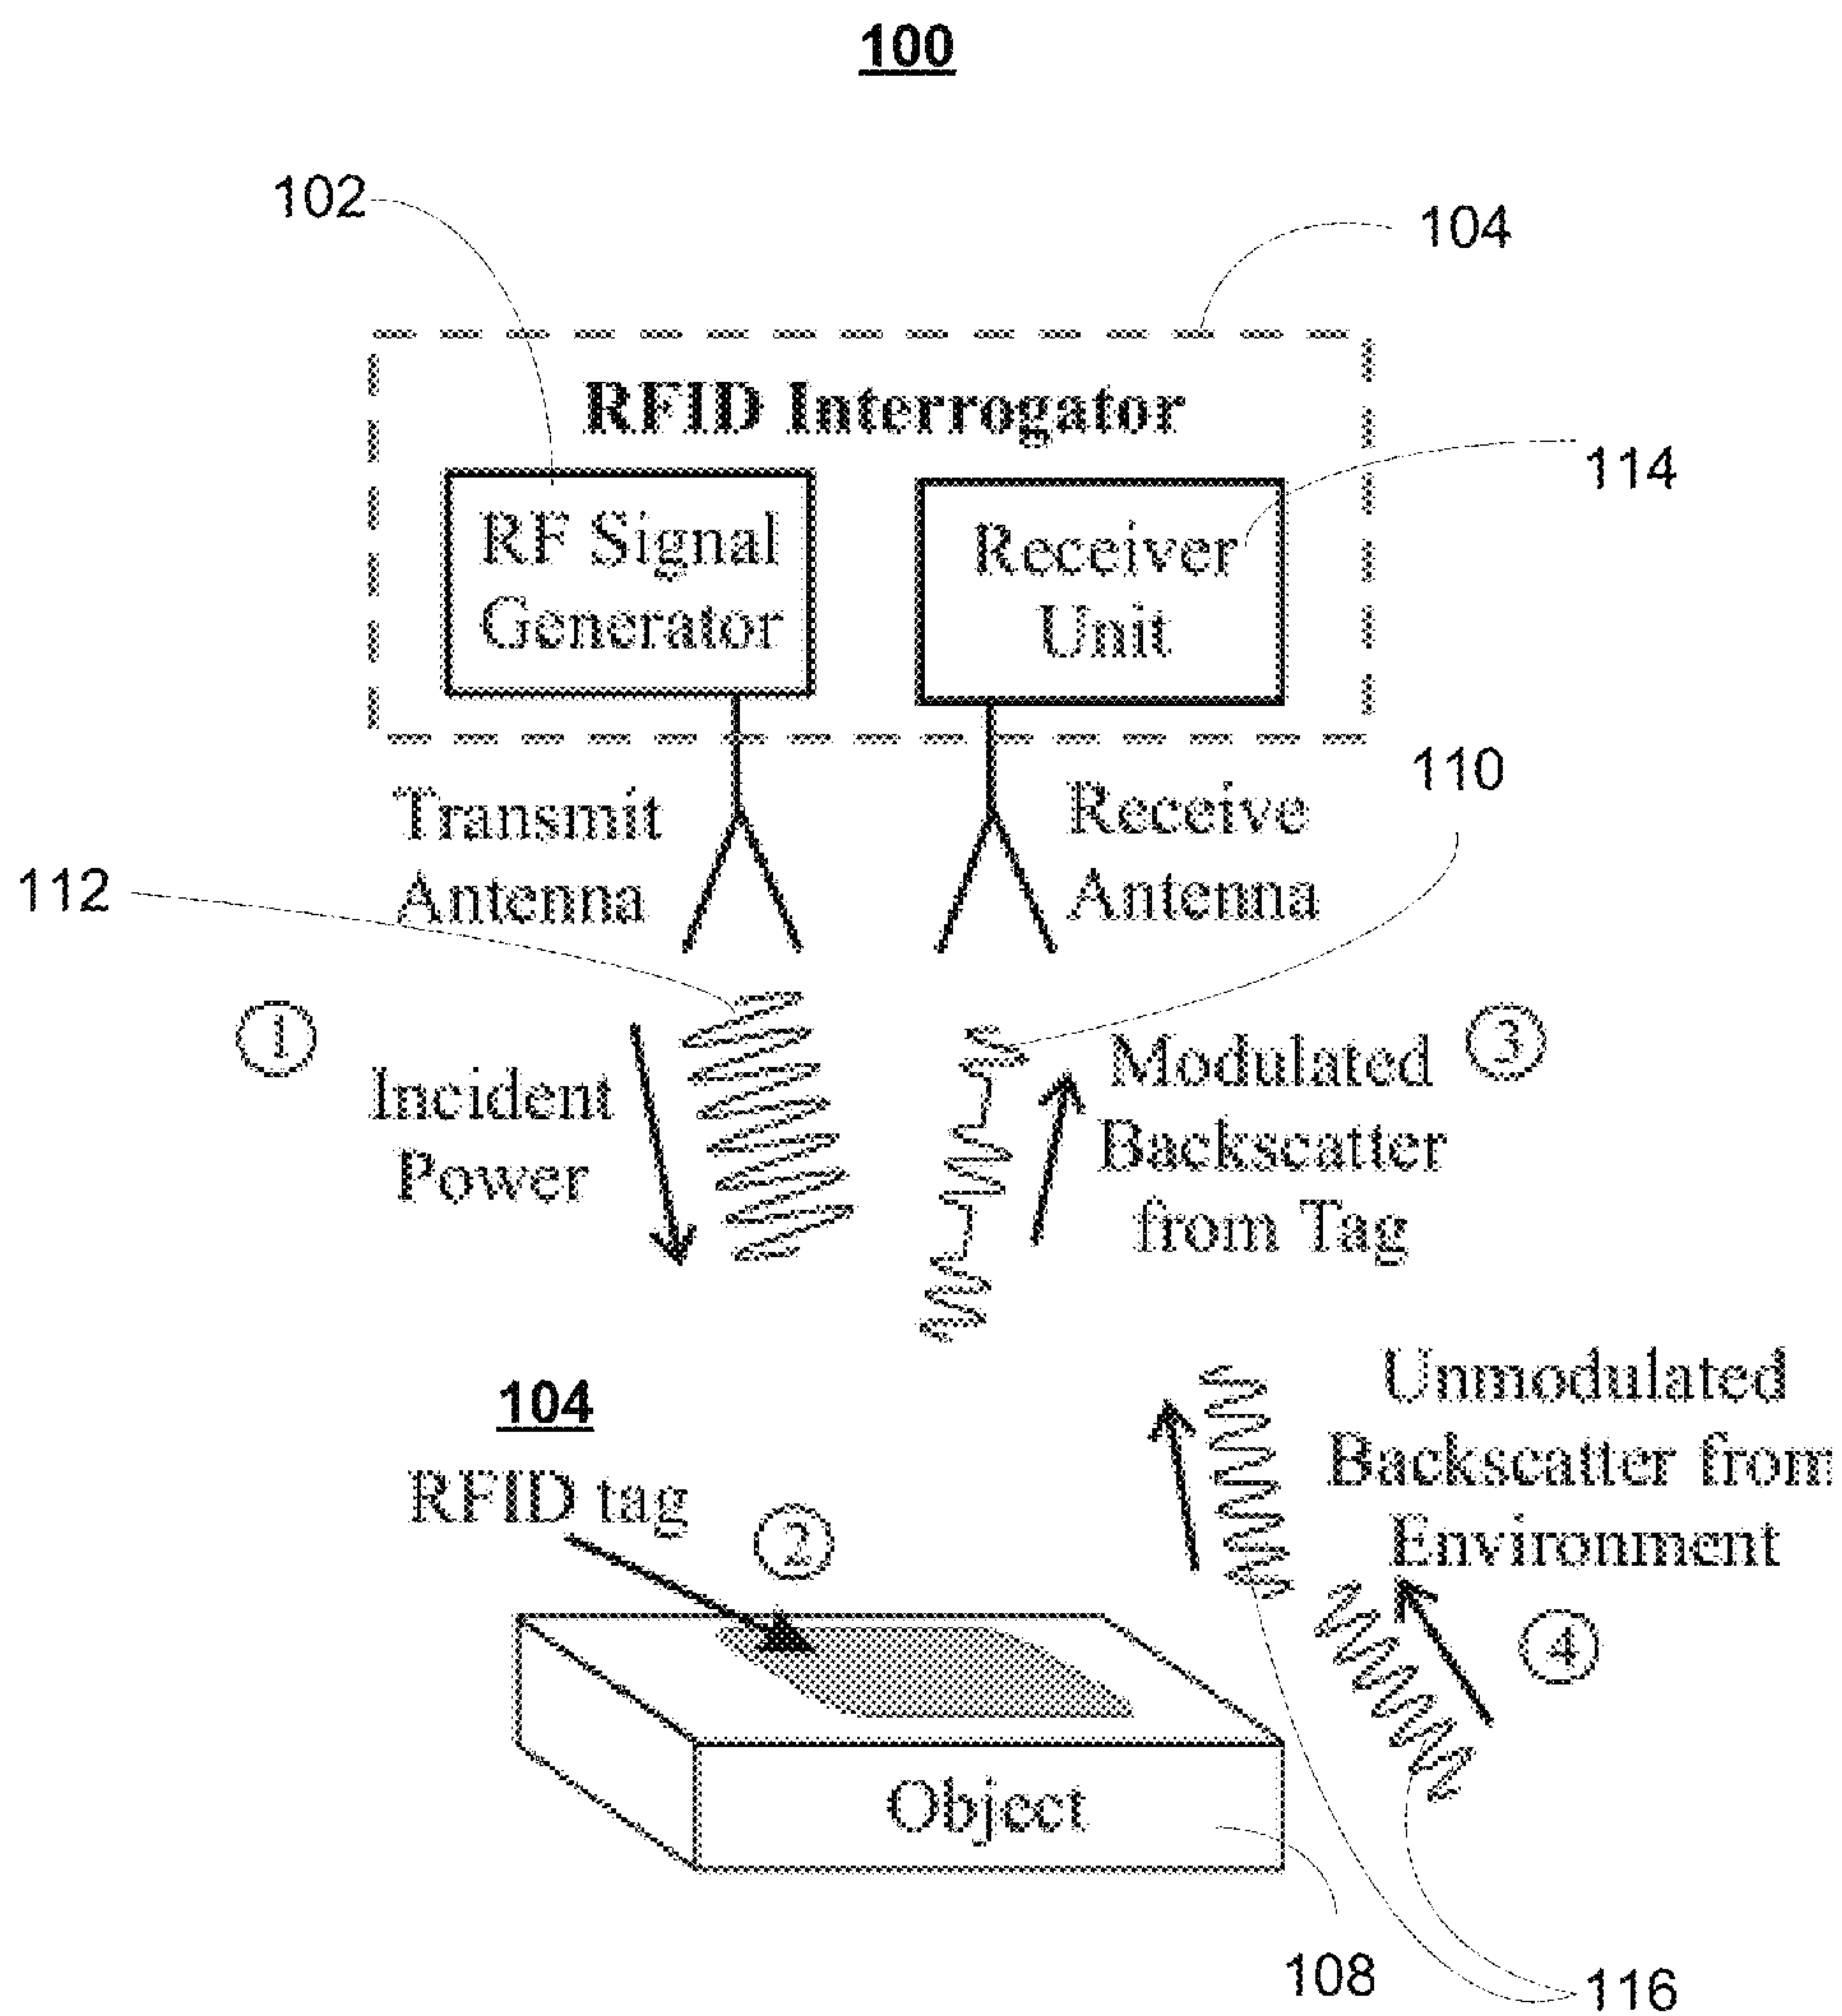 100
102
104
RFID Interrogator
RF Signal
Generator
Receiver
Unit
114
110
Transmit
Antenna
Receive
Antenna
112
1
Incident
Power
Modulated
Backscatter
from Tag
3
104
RFID tag
2
Unmodulated
Backscatter from
Environment
4
Object
108
116